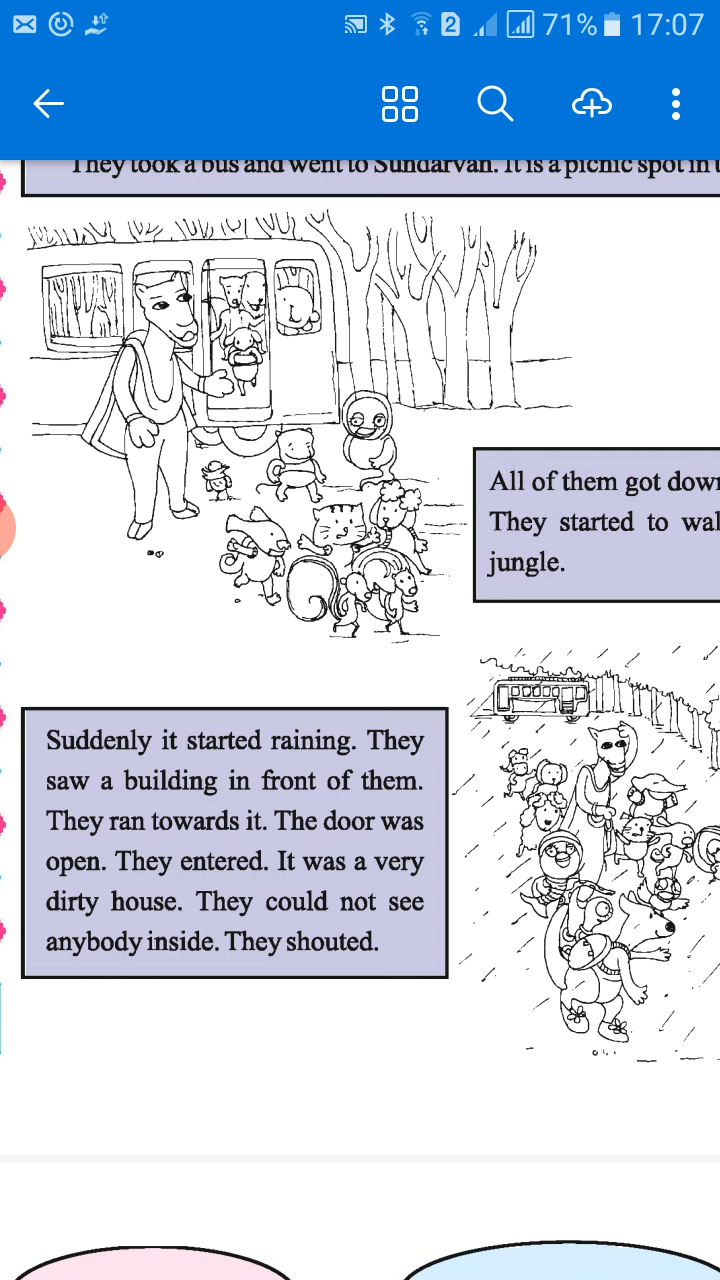 2 71% 17:07
They took a bus and went to Sundarvan. It is a picnic spot in
All of them got down
They started to
jungle.
Suddenly it started raining. They
saw a building in front of them.
They ran towards it. The door was
open. They entered. It was a very
dirty house. They could not see
anybody inside. They shouted.